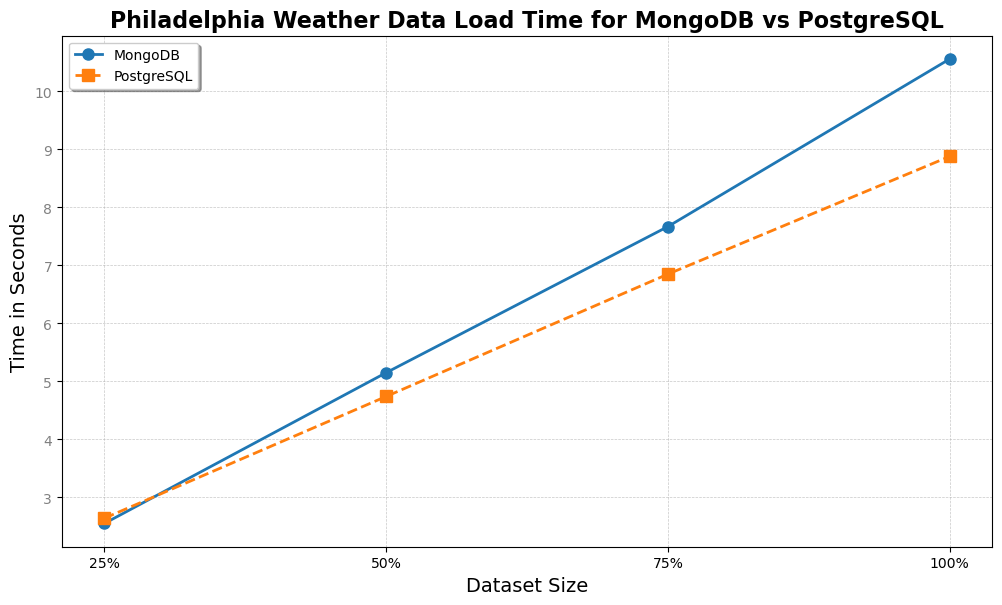 Philadelphia Weather Data Load Time for MongoDB vs PostgreSQL
MongoDB
PostgreSQL
Time in Seconds
10
9
8
7
6
5
4
3
25%
50%
75%
100%
Dataset Size